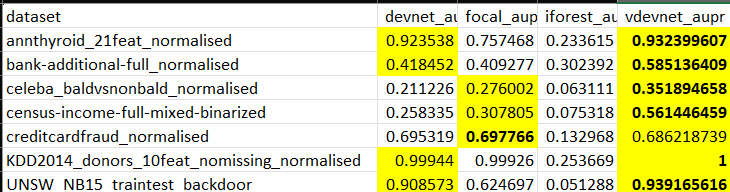 dataset devnet_au focal_aup iforest_au vdevnet_aupr
annthyroid_21feat_normalised 0.923538 0.757468 0.233615 0.932399607
bank-additional-full_normalised 0.418452 0.409277 0.302392 0.585136409
celeba_baldvsnonbald_normalised 0.211226 0.276002 0.063111 0.351894658
census-income-full-mixed-binarized 0.258335 0.307805 0.075318 0.561446459
creditcardfraud_normalised 0.695319 0.697766 0.132968 0.686218739
KDD2014_donors_10feat_nomissing_normalised 0.99944 0.99926 0.253669 1
UNSW_NB15_traintest_backdoor 0.908573 0.624697 0.051288 0.939165616